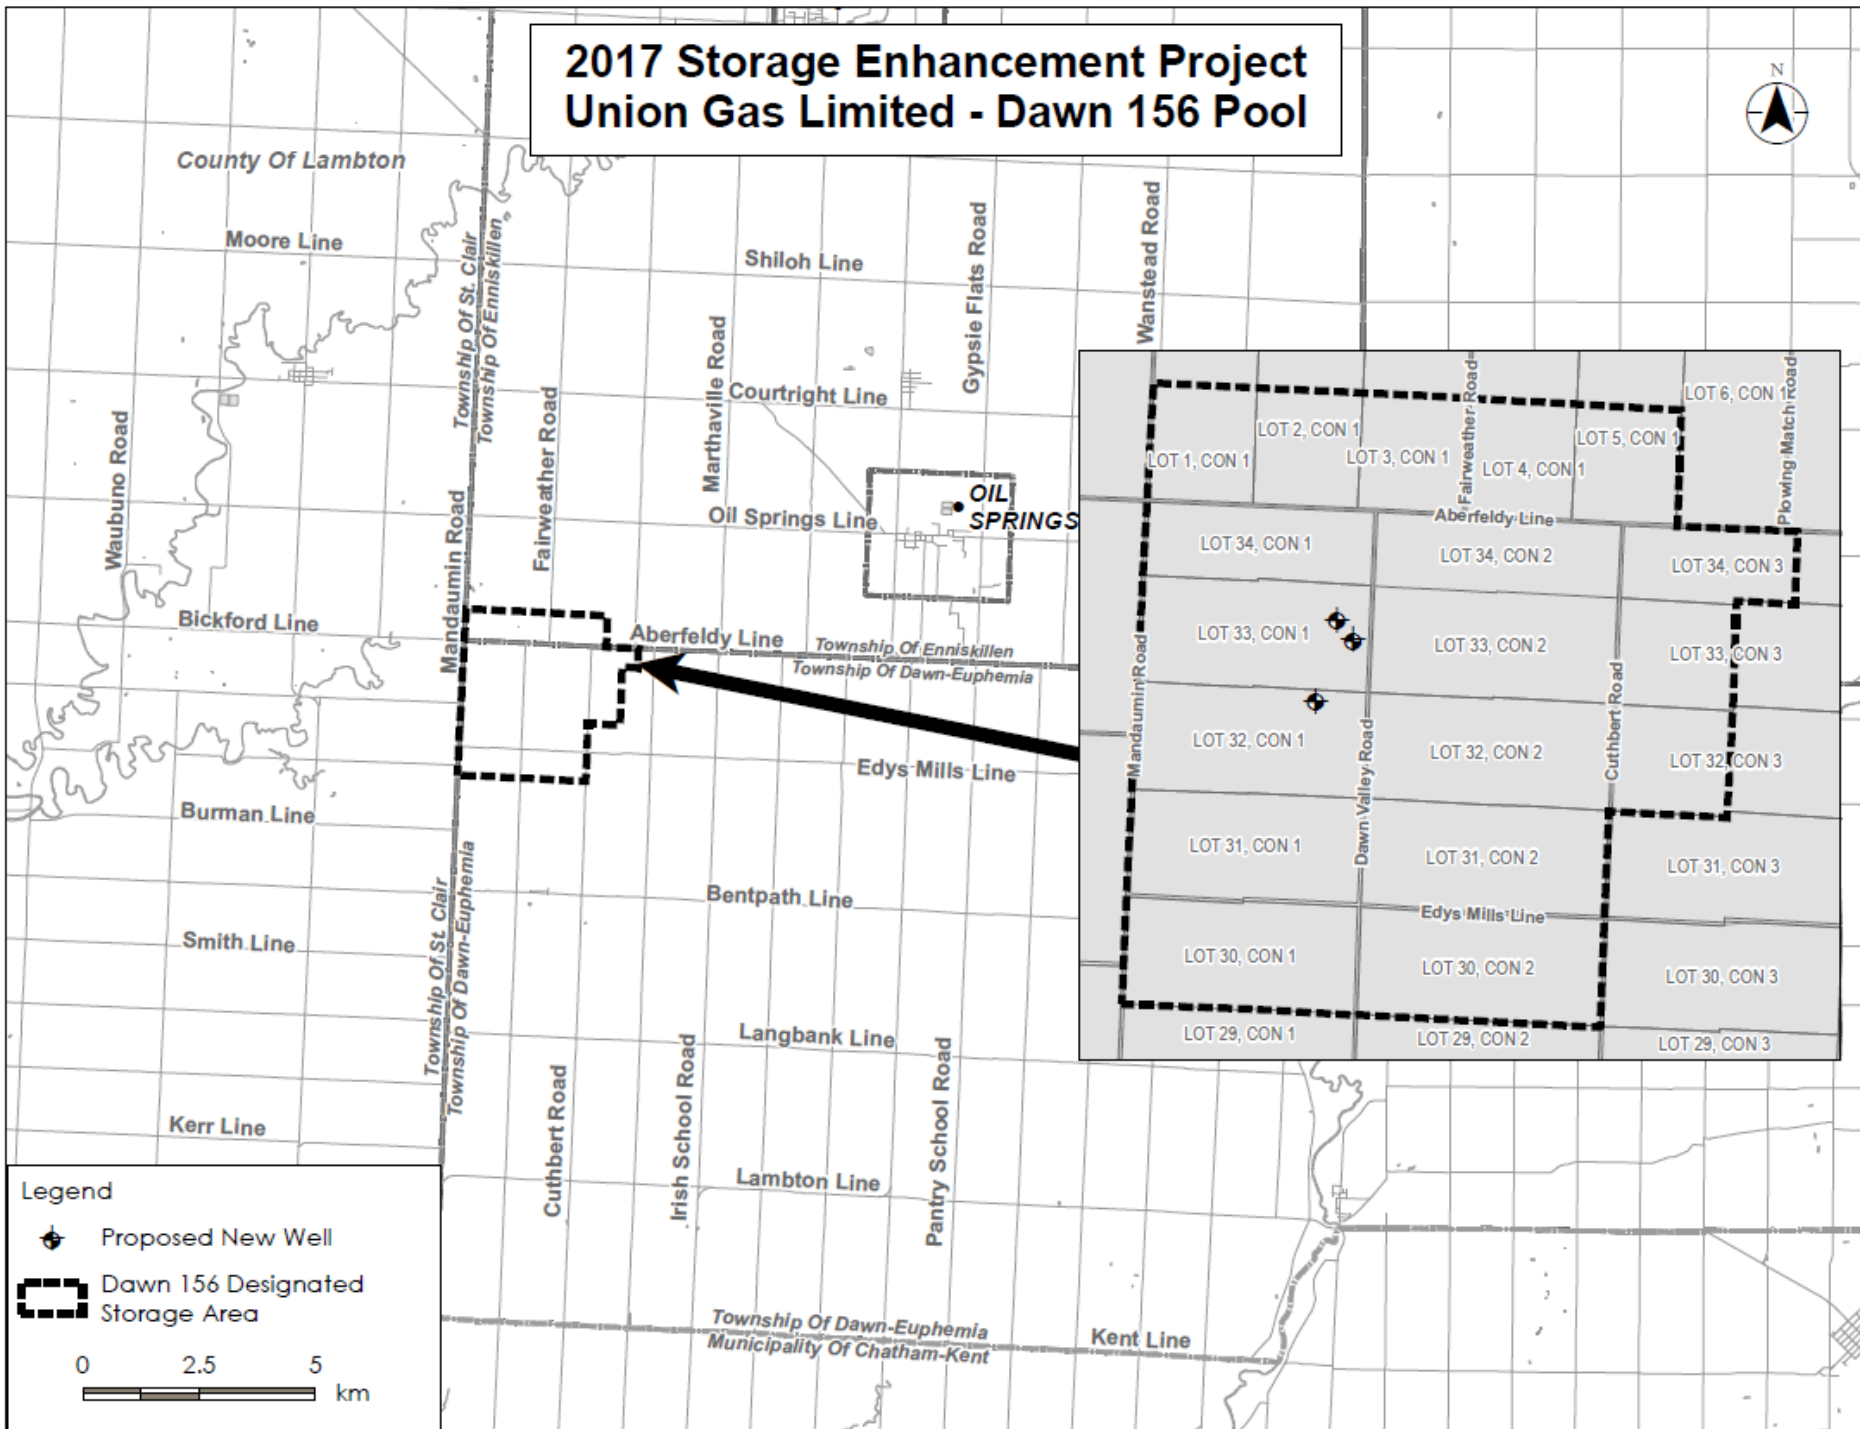 2017 Storage Enhancement Project
Union Gas Limited - Dawn 156 Pool
N
County Of Lambton
Moore Line
Township Of St. Clair
Township Of Enniskillen
Shiloh Line
Gypsie Flats Road
Wanstead Road
Marthaville Road
Courtright Line
Fairweather Road
Waubuno Road
Mandaumin Road
Oil Springs Line
OIL
SPRINGS
Bickford Line
Aberfeldy Line
Township Of Enniskillen
Township Of Dawn-Euphemia
Edys Mills Line
Burman Line
Bentpath Line
Smith Line
Township Of St. Clair
Township Of Dawn-Euphemia
Langbank Line
Kerr Line
Cuthbert Road
Irish School Road
Pantry School Road
Lambton Line
Township Of Dawn-Euphemia
Municipality Of Chatham-Kent
Kent Line
LOT 6, CON 1
LOT 2, CON 1
LOT 5, CON 1
LOT 1, CON 1
LOT 3, CON 1
LOT 4, CON 1
Fairweather Road
Plowing Match Road
Aberfeldy Line
LOT 34, CON 1
LOT 34, CON 2
LOT 34, CON 3
LOT 33, CON 1
LOT 33, CON 2
LOT 33, CON 3
Mandaumin Road
Dawn Valley Road
Cuthbert Road
LOT 32, CON 1
LOT 32, CON 2
LOT 32, CON 3
LOT 31, CON 1
LOT 31, CON 2
LOT 31, CON 3
Edys Mills Line
LOT 30, CON 1
LOT 30, CON 2
LOT 30, CON 3
LOT 29, CON 1
LOT 29, CON 2
LOT 29, CON 3
Legend
Proposed New Well
Dawn 156 Designated
Storage Area
0 2.5 5
km